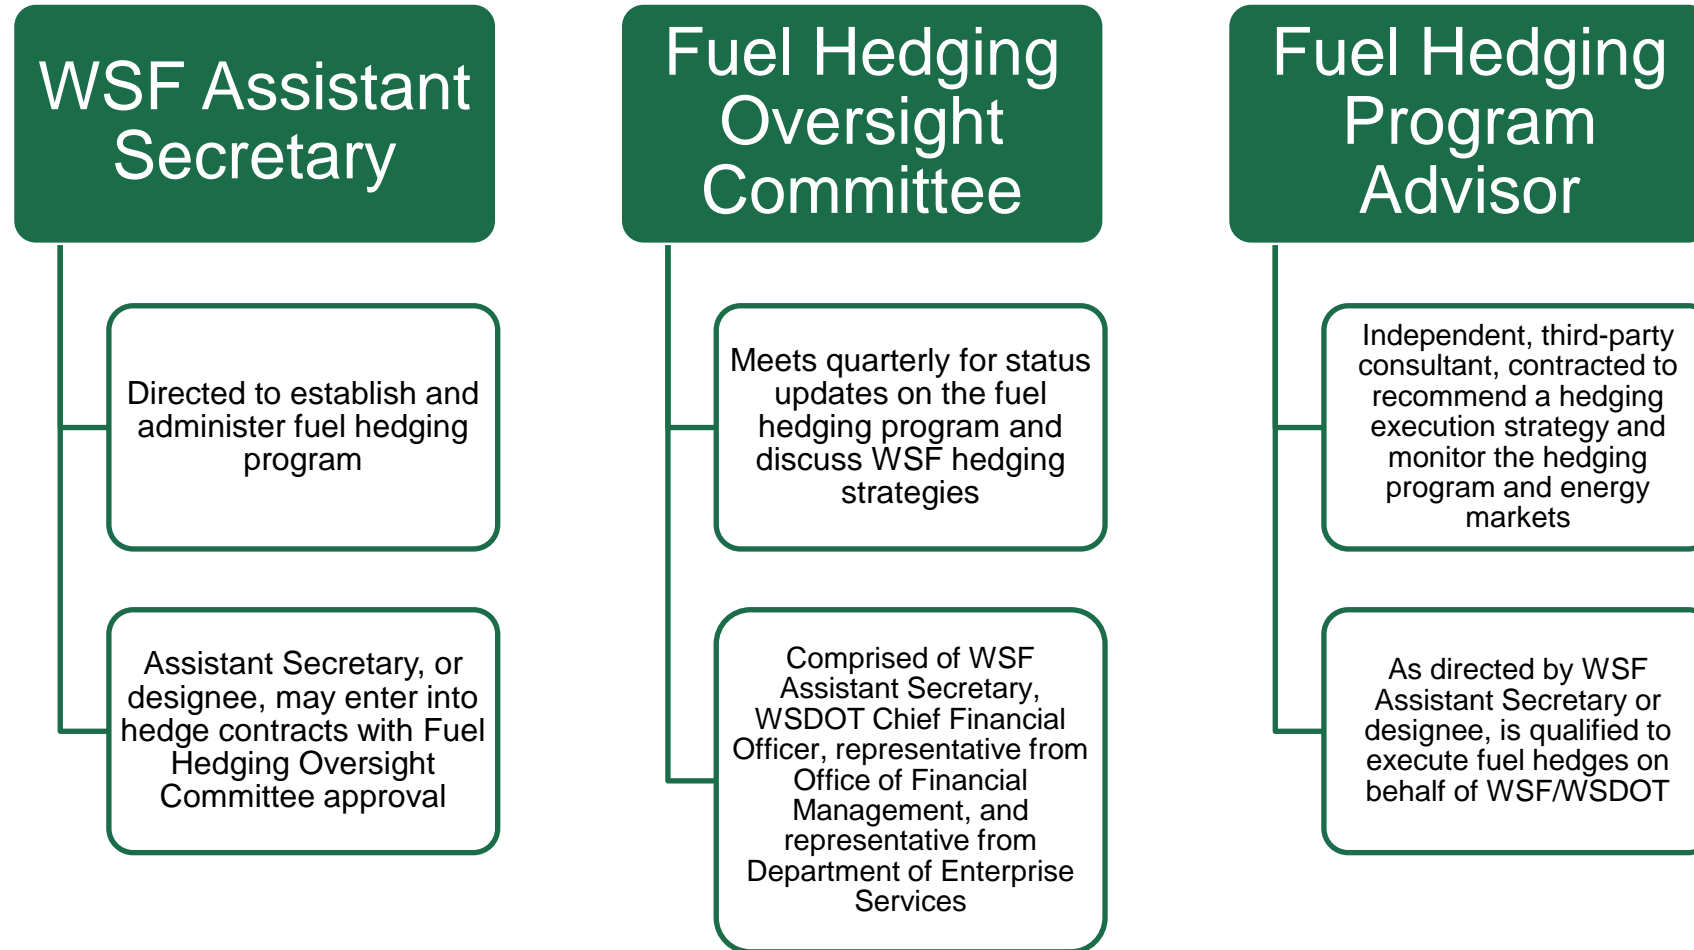 WSF Assistant
Secretary
Directed to establish and
administer fuel hedging
program
Assistant Secretary, or
designee, may enter into
hedge contracts with Fuel
Hedging Oversight
Committee approval
Fuel Hedging
Oversight
Committee
Meets quarterly for status
updates on the fuel
hedging program and
discuss WSF hedging
strategies
Comprised of WSF
Assistant Secretary,
WSDOT Chief Financial
Officer, representative from
Office of Financial
Management, and
representative from
Department of Enterprise
Services
Fuel Hedging
Program
Advisor
Independent, third-party
consultant, contracted to
recommend a hedging
execution strategy and
monitor the hedging
program and energy
markets
As directed by WSF
Assistant Secretary or
designee, is qualified to
execute fuel hedges on
behalf of WSF/WSDOT